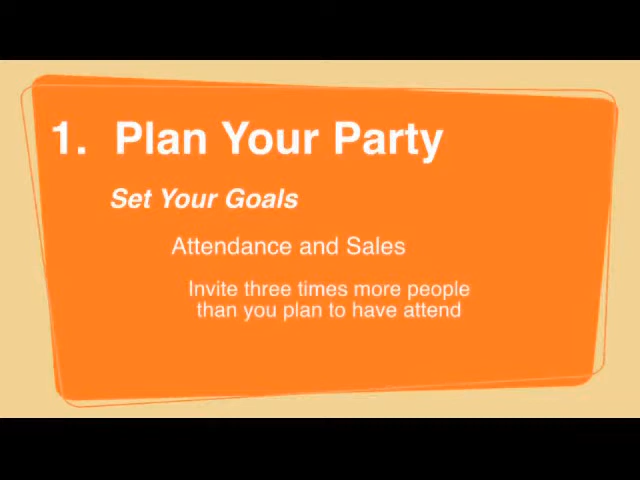 1. Plan Your Party
Set Your Goals
Attendance and Sales
Invite three times more people
than you plan to have attend